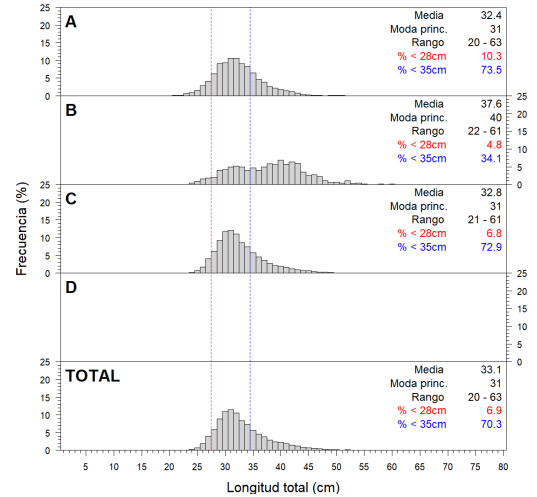 25
20
15
10
5
0
A
Media 32.4
Moda princ. 31
Rango 20 - 63
% < 28cm 10.3
% < 35cm 73.5
25
20
15
10
5
0
B
Media 37.6
Moda princ. 40
Rango 22 - 61
% < 28cm 4.8
% < 35cm 34.1
25
20
15
10
5
0
C
Media 32.8
Moda princ. 31
Rango 21 - 61
% < 28cm 6.8
% < 35cm 72.9
25
20
15
10
5
0
D
25
20
15
10
5
0
TOTAL
Media 33.1
Moda princ. 31
Rango 20 - 63
% < 28cm 6.9
% < 35cm 70.3
Frecuencia (%)
5 10 15 20 25 30 35 40 45 50 55 60 65 70 75 80
Longitud total (cm)